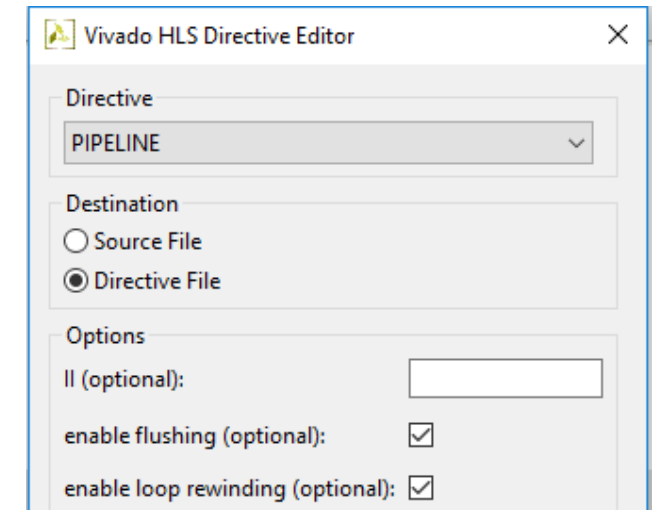 Vivado HLS Directive Editor
Directive
PIPELINE
Destination
Source File
Directive File
Options
II (optional):
enable flushing (optional):
enable loop rewinding (optional):